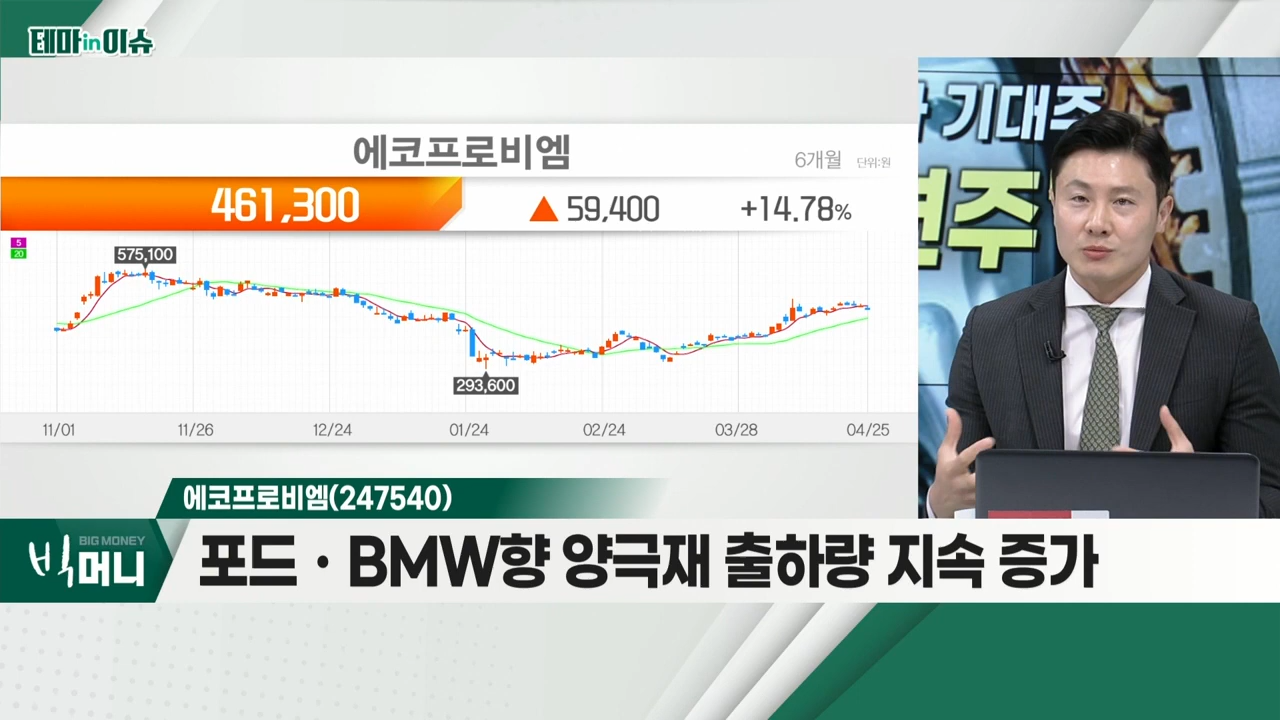 테마in이슈
에코프로비엠
6개월 단위:원
461,300 ▲ 59,400 +14.78%
5
20
575,100
293,600
11/01 11/26 12/24 01/24 02/24 03/28 04/25
기대주
연주
에코프로비엠(247540)
빅머니 BIG MONEY
포드·BMW향 양극재 출하량 지속 증가